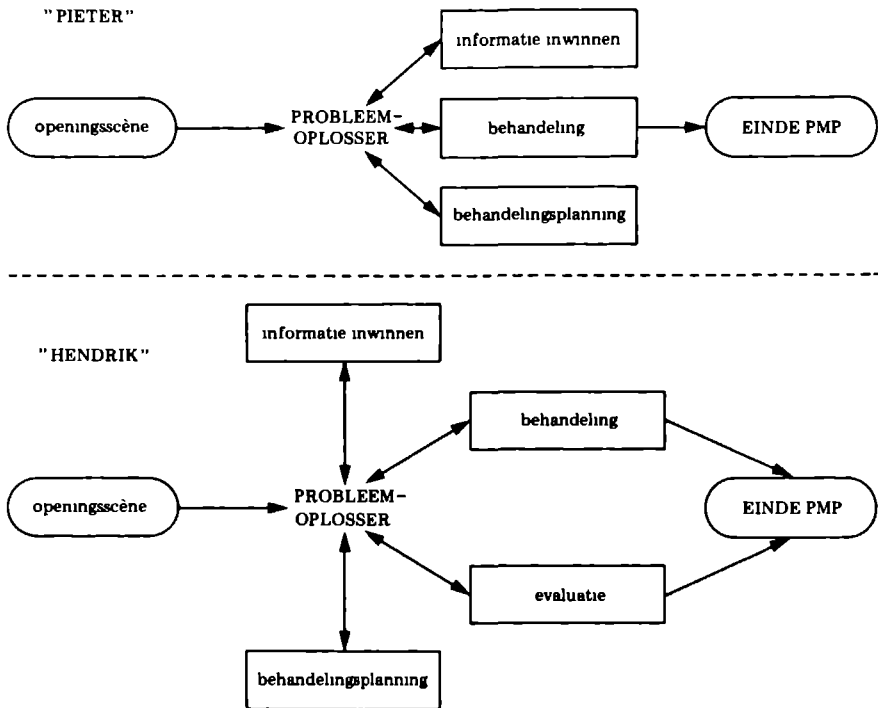 "PIETER"
informatie inwinnen
openingsscène
PROBLEEM-
OPLOSSER
behandeling
EINDE PMP
behandelingsplanning
"HENDRIK"
informatie inwinnen
behandeling
openingsscène
PROBLEEM-
OPLOSSER
EINDE PMP
evaluatie
behandelingsplanning